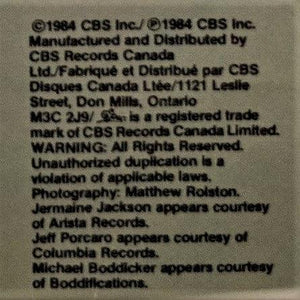 ©1984 CBS Inc./ ℗1984 CBS Inc.
Manufactured and Distributed by
CBS Records Canada
Ltd./Fabriqué et Distribué par CBS
Disques Canada Ltée/1121 Leslie
Street, Don Mills, Ontario
M3C 2J9/ is a registered trade
mark of CBS Records Canada Limited.
WARNING: All Rights Reserved.
Unauthorized duplication is a
violation of applicable laws.
Photography: Matthew Rolston.
Jermaine Jackson appears courtesy
of Arista Records.
Jeff Porcaro appears courtesy of
Columbia Records.
Michael Boddicker appears courtesy
of Boddifications.